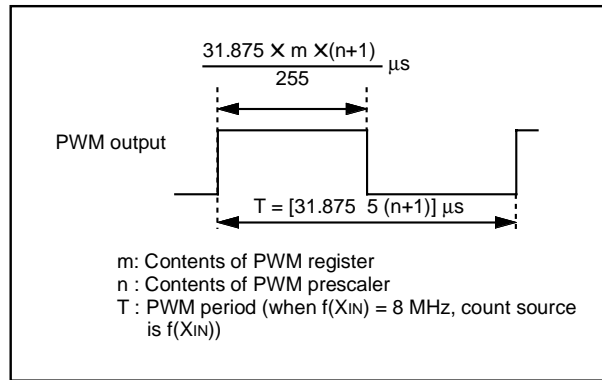 31.875 × m ×(n+1)
255
μs
PWM output
T = [31.875 5 (n+1)] μs
m: Contents of PWM register
n : Contents of PWM prescaler
T : PWM period (when f(XIN) = 8 MHz, count source
is f(XIN))